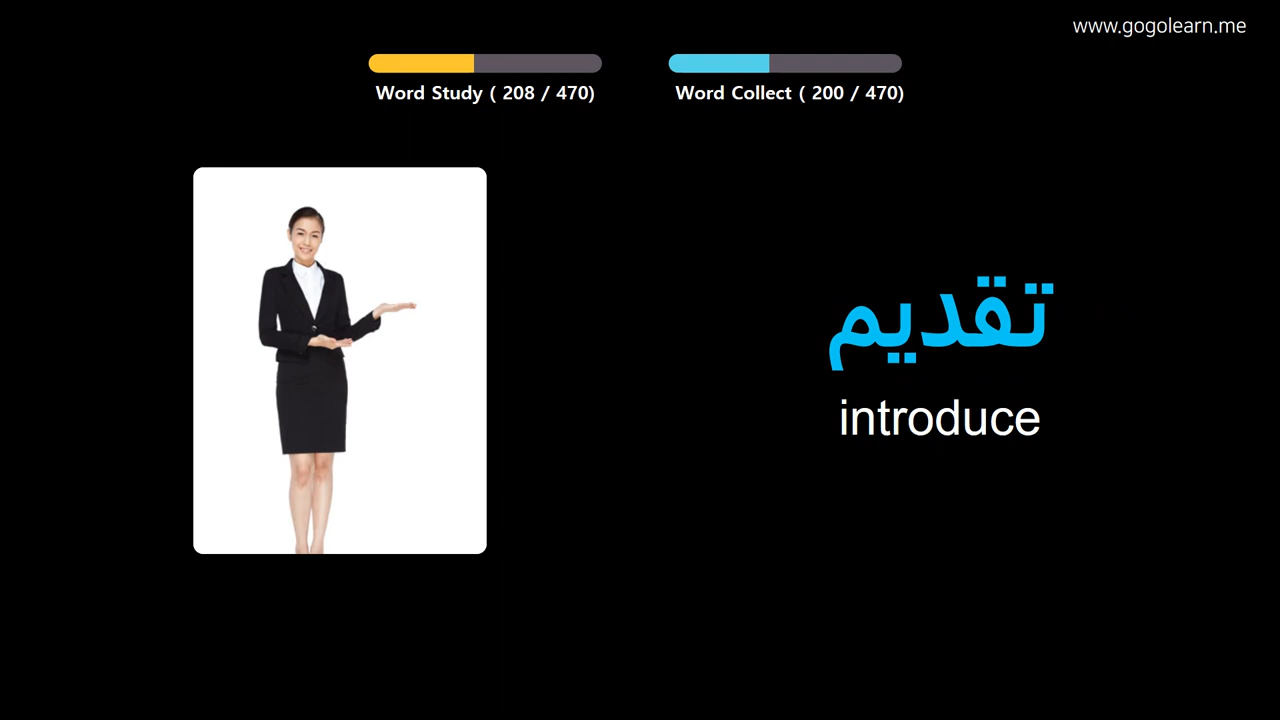 www.gogolearn.me
Word Study ( 208 / 470)
Word Collect ( 200 / 470)
تقديم
introduce